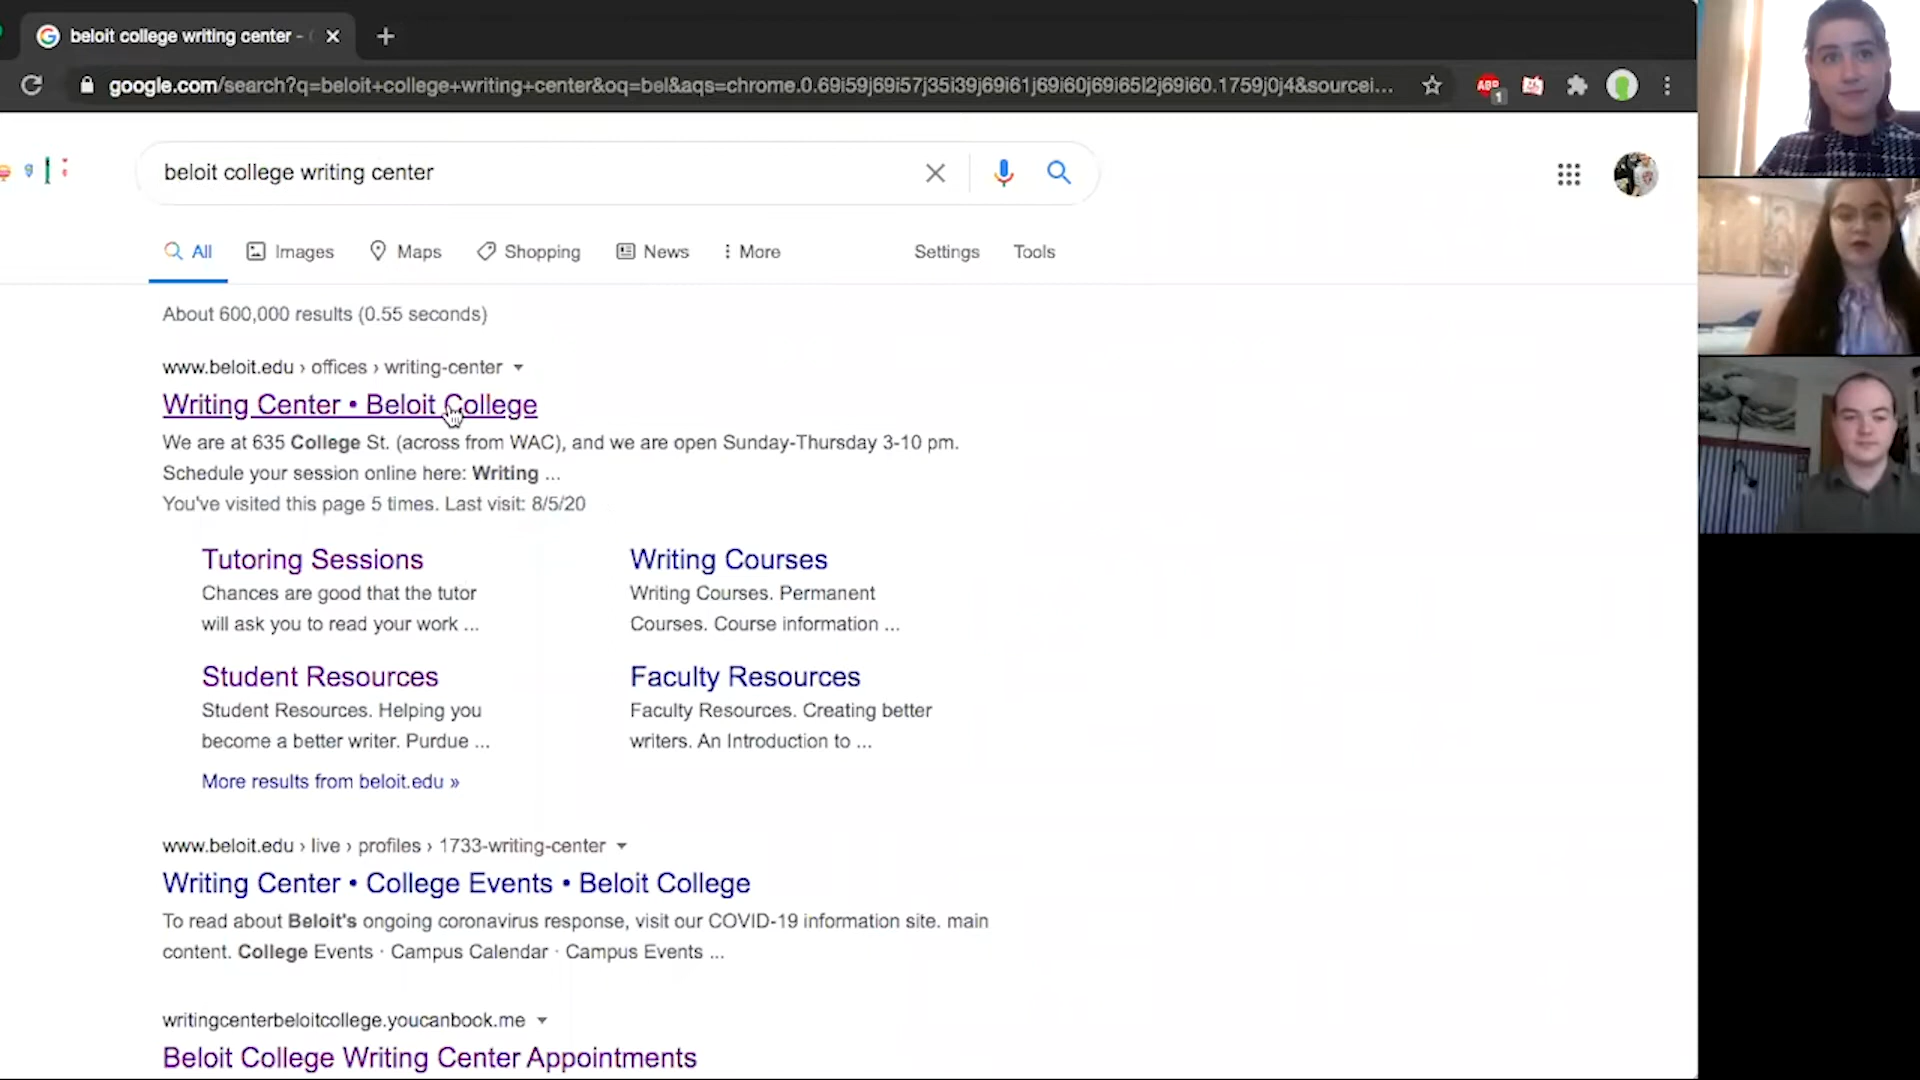 beloit college writing center -
google.com/search?q=beloit+college+writing+center&oq=bel&aqs=chrome.0.69i59j69i57j35i39j69i61j69i60j69i65l2j69i60.1759j0j4&sourcei...
ABP
1
beloit college writing center
All Images Maps Shopping News More Settings Tools
About 600,000 results (0.55 seconds)
www.beloit.edu › offices › writing-center
Writing Center • Beloit College
We are at 635 College St. (across from WAC), and we are open Sunday-Thursday 3-10 pm.
Schedule your session online here: Writing ...
You've visited this page 5 times. Last visit: 8/5/20
Tutoring Sessions
Chances are good that the tutor
will ask you to read your work ...
Writing Courses
Writing Courses. Permanent
Courses. Course information ...
Student Resources
Student Resources. Helping you
become a better writer. Purdue ...
Faculty Resources
Faculty Resources. Creating better
writers. An Introduction to ...
More results from beloit.edu »
www.beloit.edu › live › profiles › 1733-writing-center
Writing Center • College Events • Beloit College
To read about Beloit's ongoing coronavirus response, visit our COVID-19 information site. main
content. College Events · Campus Calendar · Campus Events ...
writingcenterbeloitcollege.youcanbook.me
Beloit College Writing Center Appointments